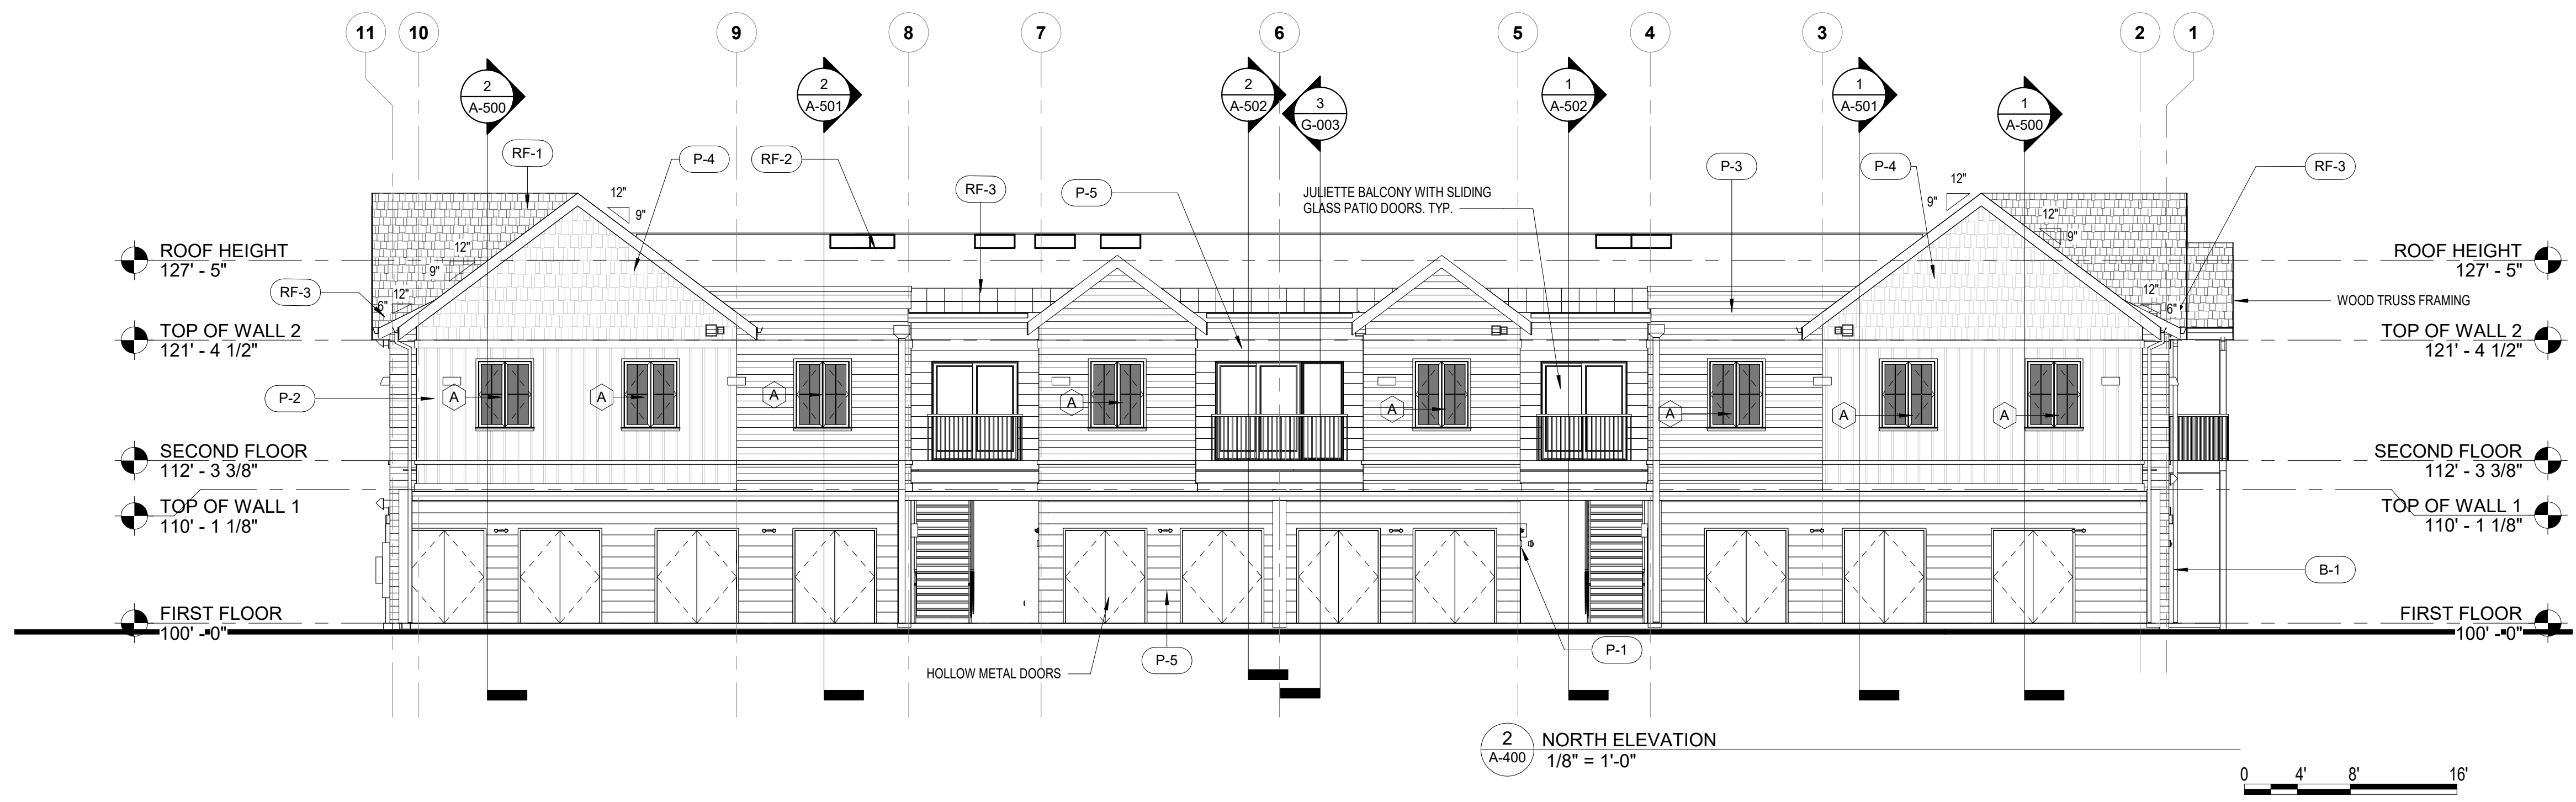 11 10 9 8 7 6 5 4 3 2 1
2
A-500
2
A-501
2
A-502
3
G-003
1
A-502
1
A-501
1
A-500
RF-1
P-4
RF-2
RF-3
P-5
JULIETTE BALCONY WITH SLIDING
GLASS PATIO DOORS. TYP.
P-3
P-4
RF-3
12"
9"
12"
9"
12"
6"
12"
9"
12"
9"
12"
6"
ROOF HEIGHT
127' - 5"
RF-3
TOP OF WALL 2
121' - 4 1/2"
P-2
SECOND FLOOR
112' - 3 3/8"
TOP OF WALL 1
110' - 1 1/8"
FIRST FLOOR
100' - 0"
A A A A A A A A
ROOF HEIGHT
127' - 5"
WOOD TRUSS FRAMING
TOP OF WALL 2
121' - 4 1/2"
SECOND FLOOR
112' - 3 3/8"
TOP OF WALL 1
110' - 1 1/8"
B-1
FIRST FLOOR
100' - 0"
HOLLOW METAL DOORS
P-5
P-1
2
A-400
NORTH ELEVATION
1/8" = 1'-0"
0 4' 8' 16'